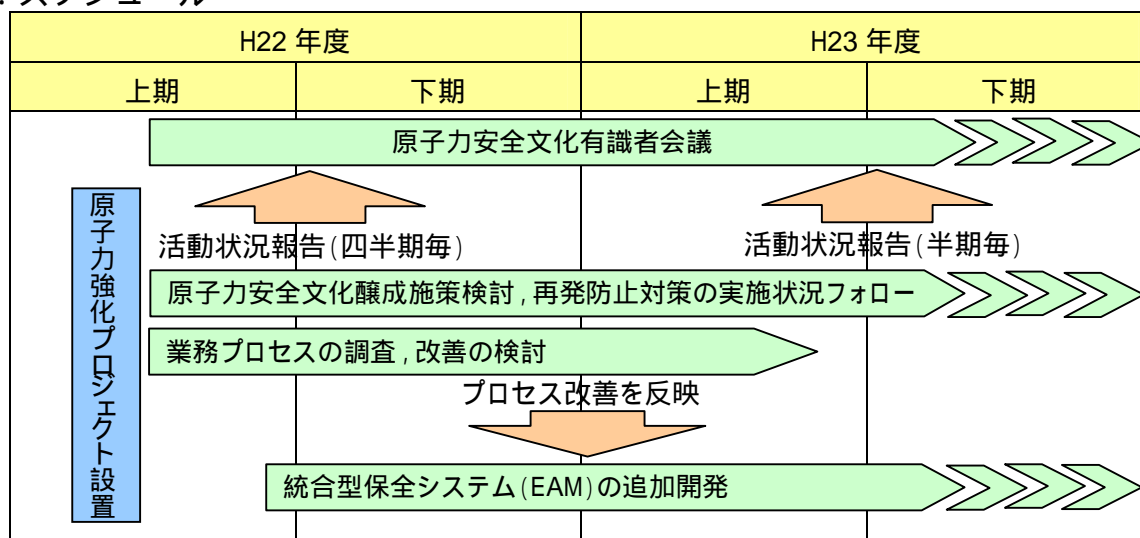 スケジュール
H22 年度
H23 年度
上期
下期
上期
下期
原子力安全文化有識者会議
原子力強化プロジェクト設置
活動状況報告(四半期毎)
活動状況報告(半期毎)
原子力安全文化醸成施策検討,再発防止対策の実施状況フォロー
業務プロセスの調査,改善の検討
プロセス改善を反映
統合型保全システム(EAM)の追加開発